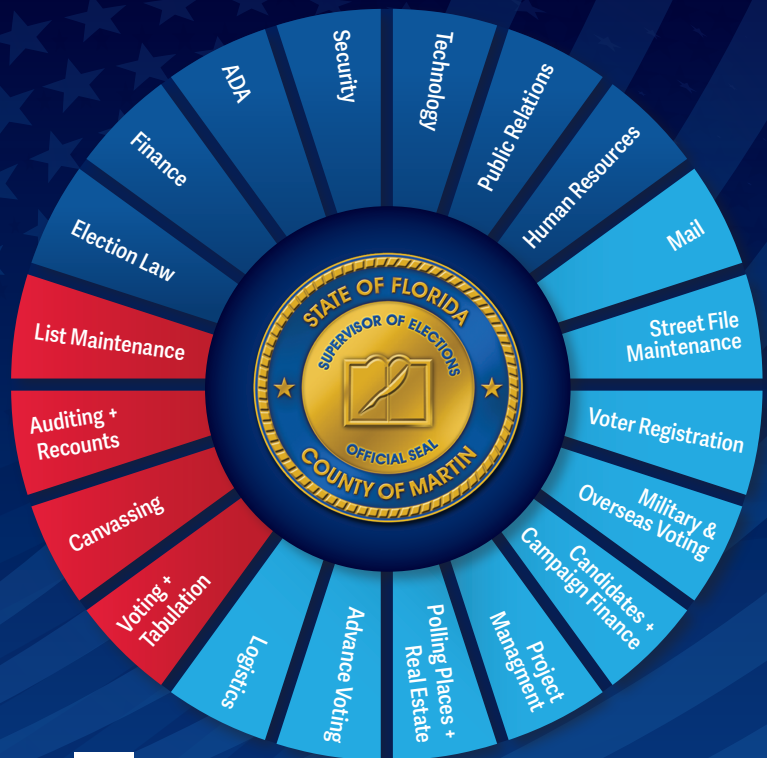 Security
Technology
Public Relations
Human Resources
Mail
Street File
Maintenance
Voter Registration
Military &
Overseas Voting
Candidates +
Campaign Finance
Project
Managment
Polling Places +
Real Estate
Advance Voting
Logistics
Voting +
Tabulation
Canvassing
Auditing +
Recounts
List Maintenance
Election Law
Finance
ADA
STATE OF FLORIDA
SUPERVISOR OF ELECTIONS
OFFICIAL SEAL
COUNTY OF MARTIN